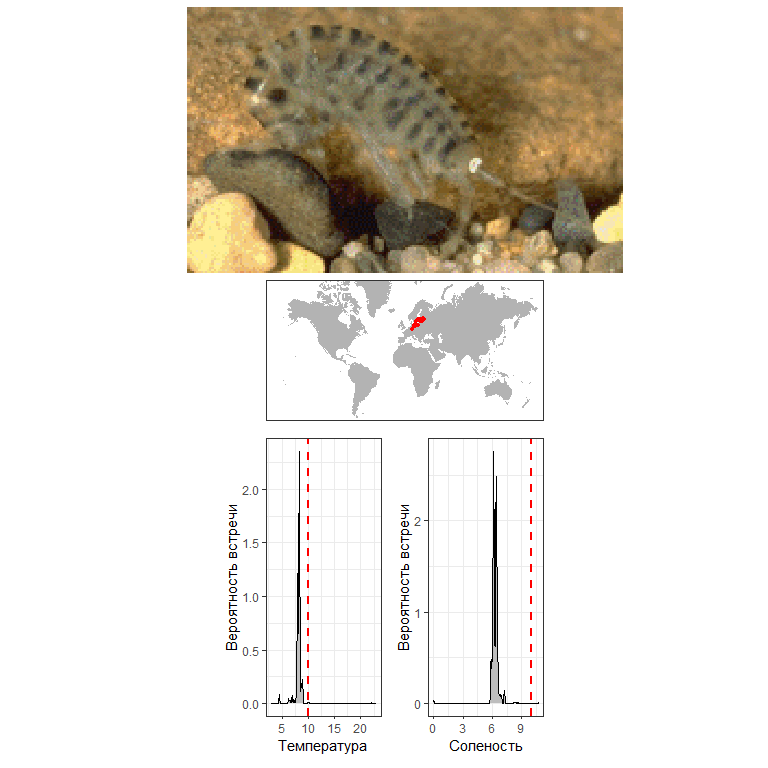 Вероятность встречи
2.0
1.5
1.0
0.5
0.0
5 10 15 20
Температура
Вероятность встречи
2
1
0
0 3 6 9
Соленость